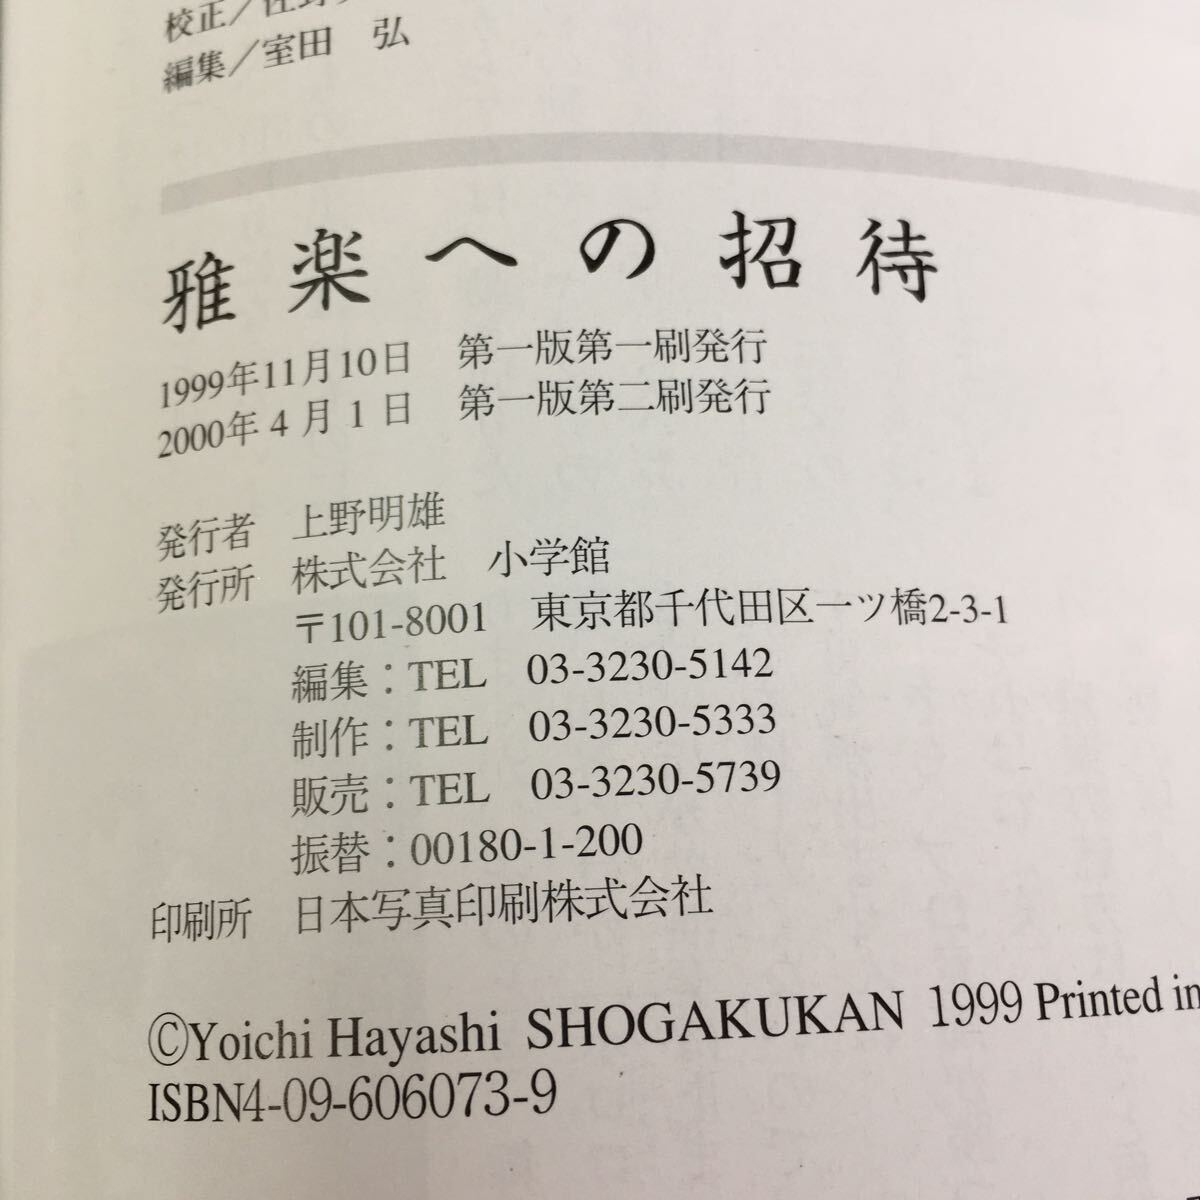 校正／佐野
編集／室田　弘
雅楽への招待
1999年11月10日　第一版第一刷発行
2000年4月1日　第一版第二刷発行
発行者　上野明雄
発行所　株式会社　小学館
〒101-8001　東京都千代田区一ツ橋2-3-1
編集：TEL　03-3230-5142
制作：TEL　03-3230-5333
販売：TEL　03-3230-5739
振替：00180-1-200
印刷所　日本写真印刷株式会社
©Yoichi Hayashi SHOGAKUKAN 1999 Printed in
ISBN4-09-606073-9